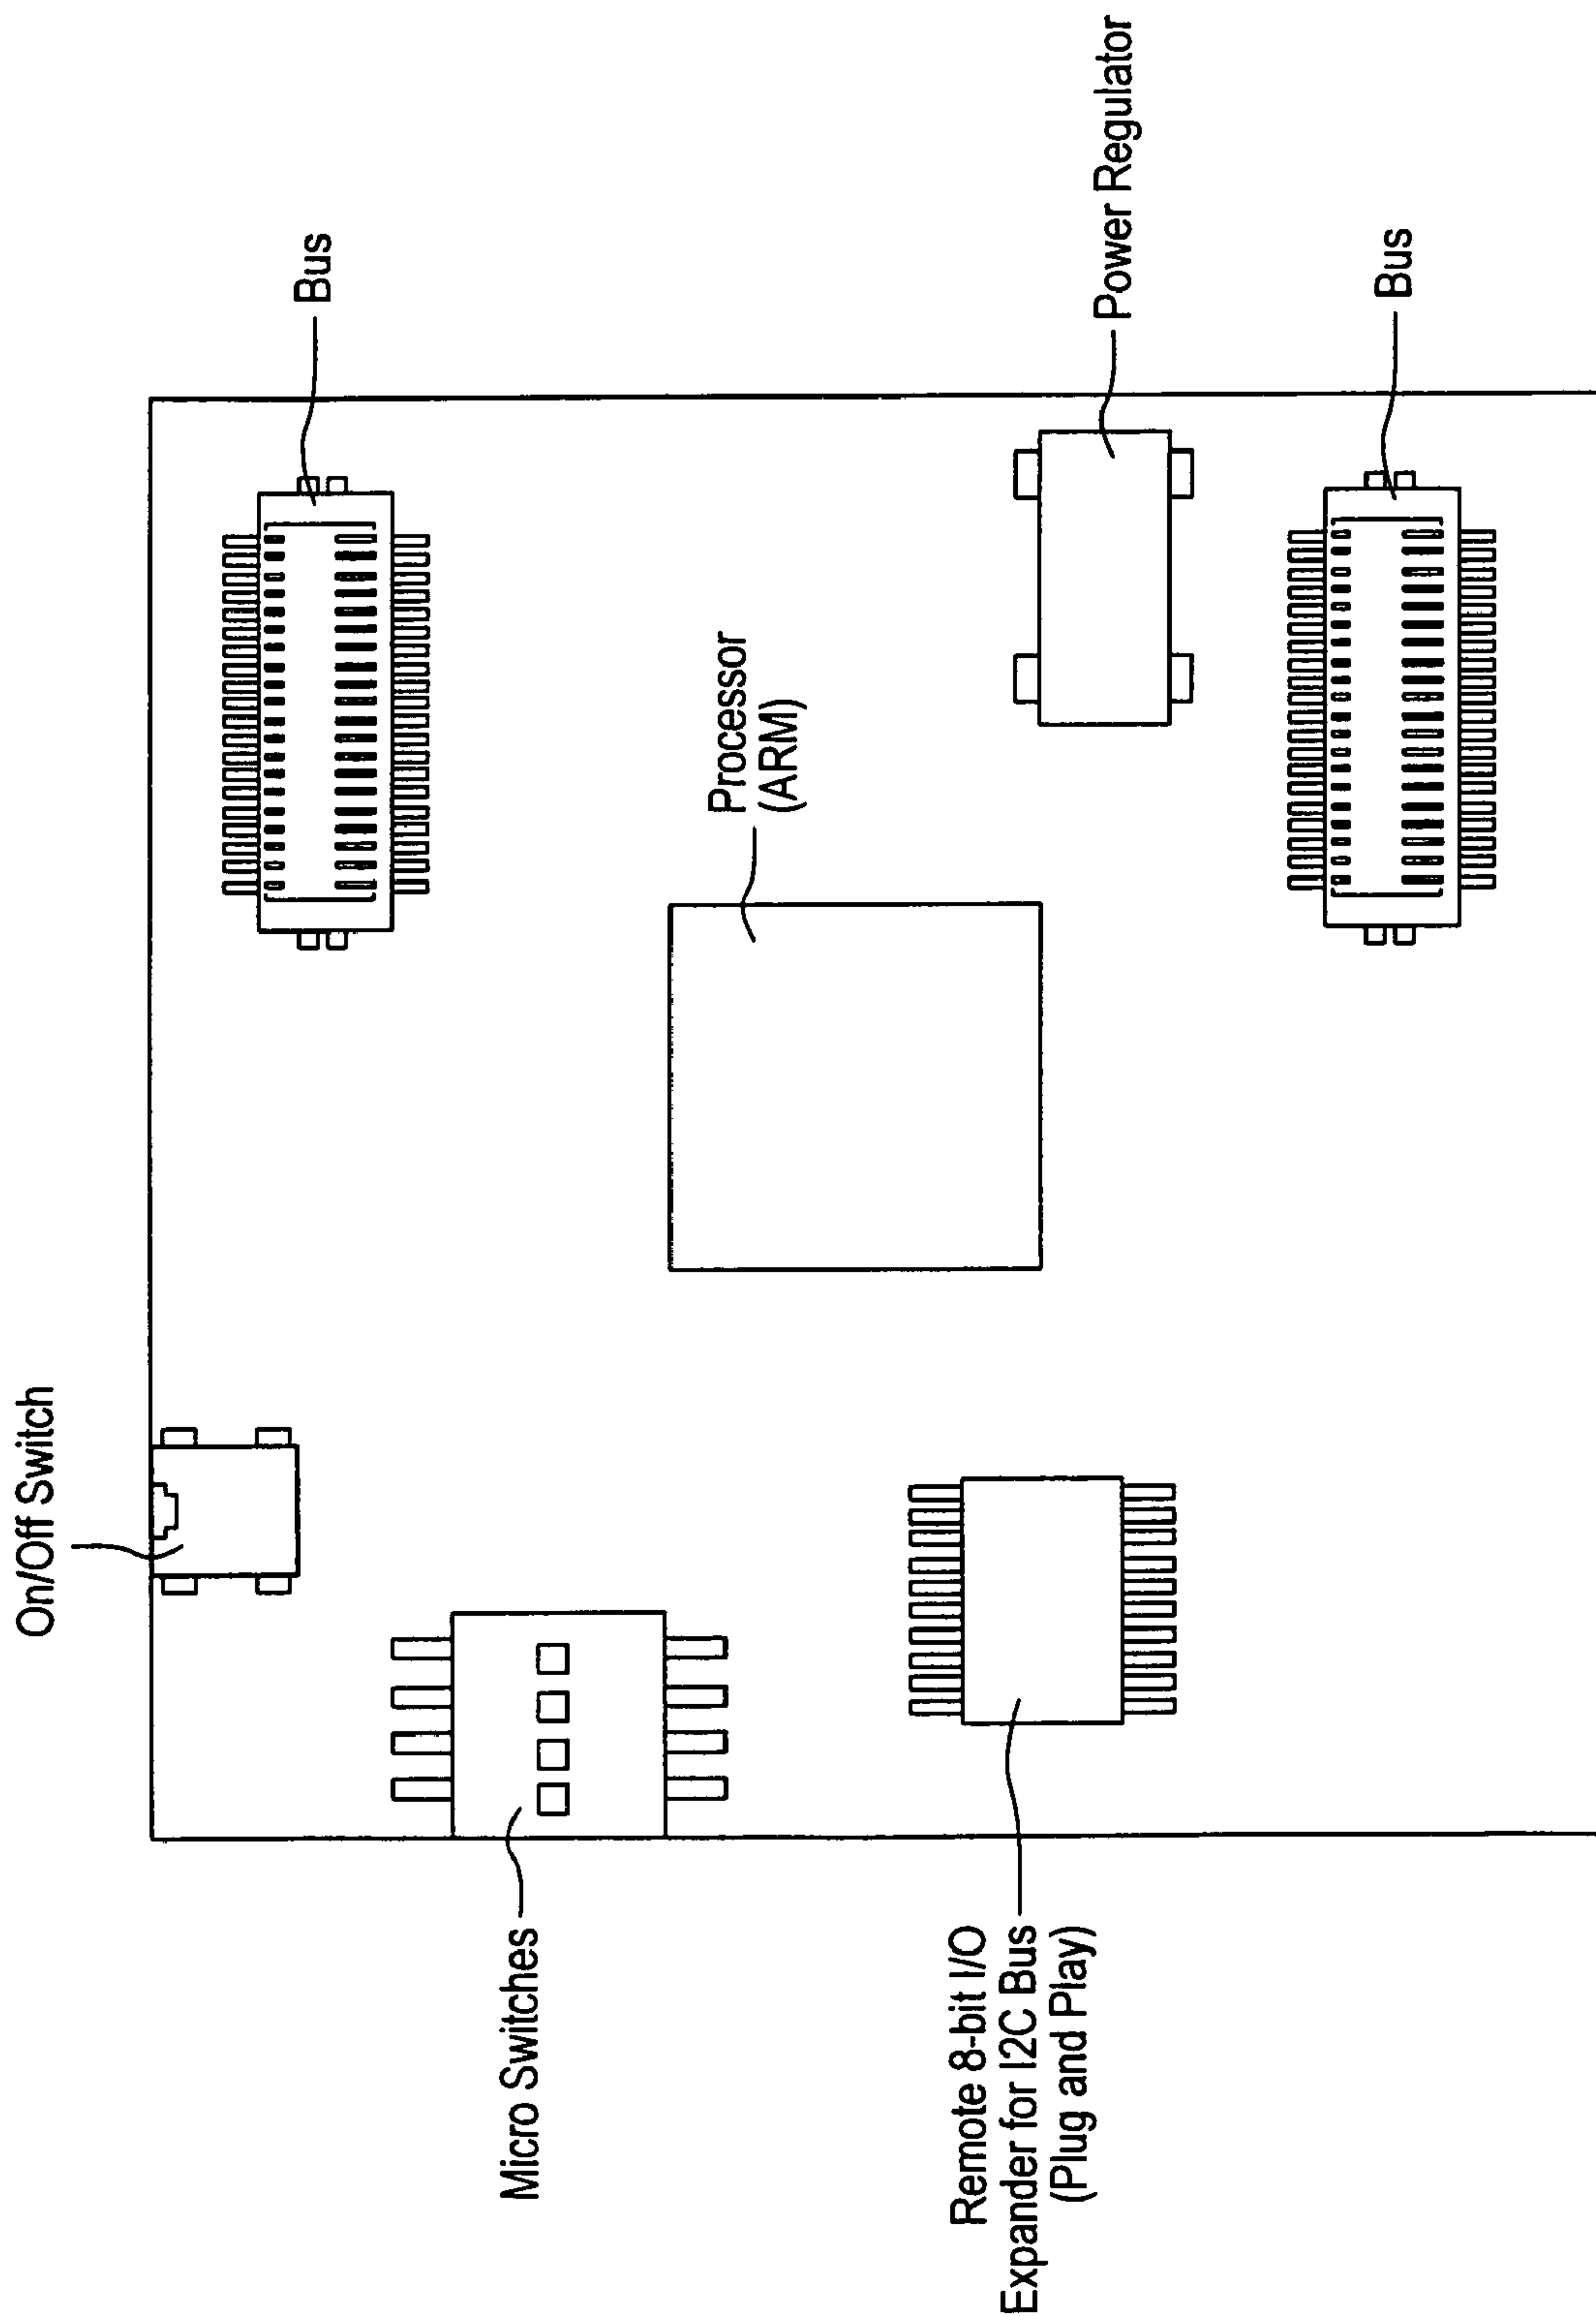 On/Off Switch
Bus
Micro Switches
Processor
(ARM)
Remote 8-bit I/O
Expander for I2C Bus
(Plug and Play)
Power Regulator
Bus